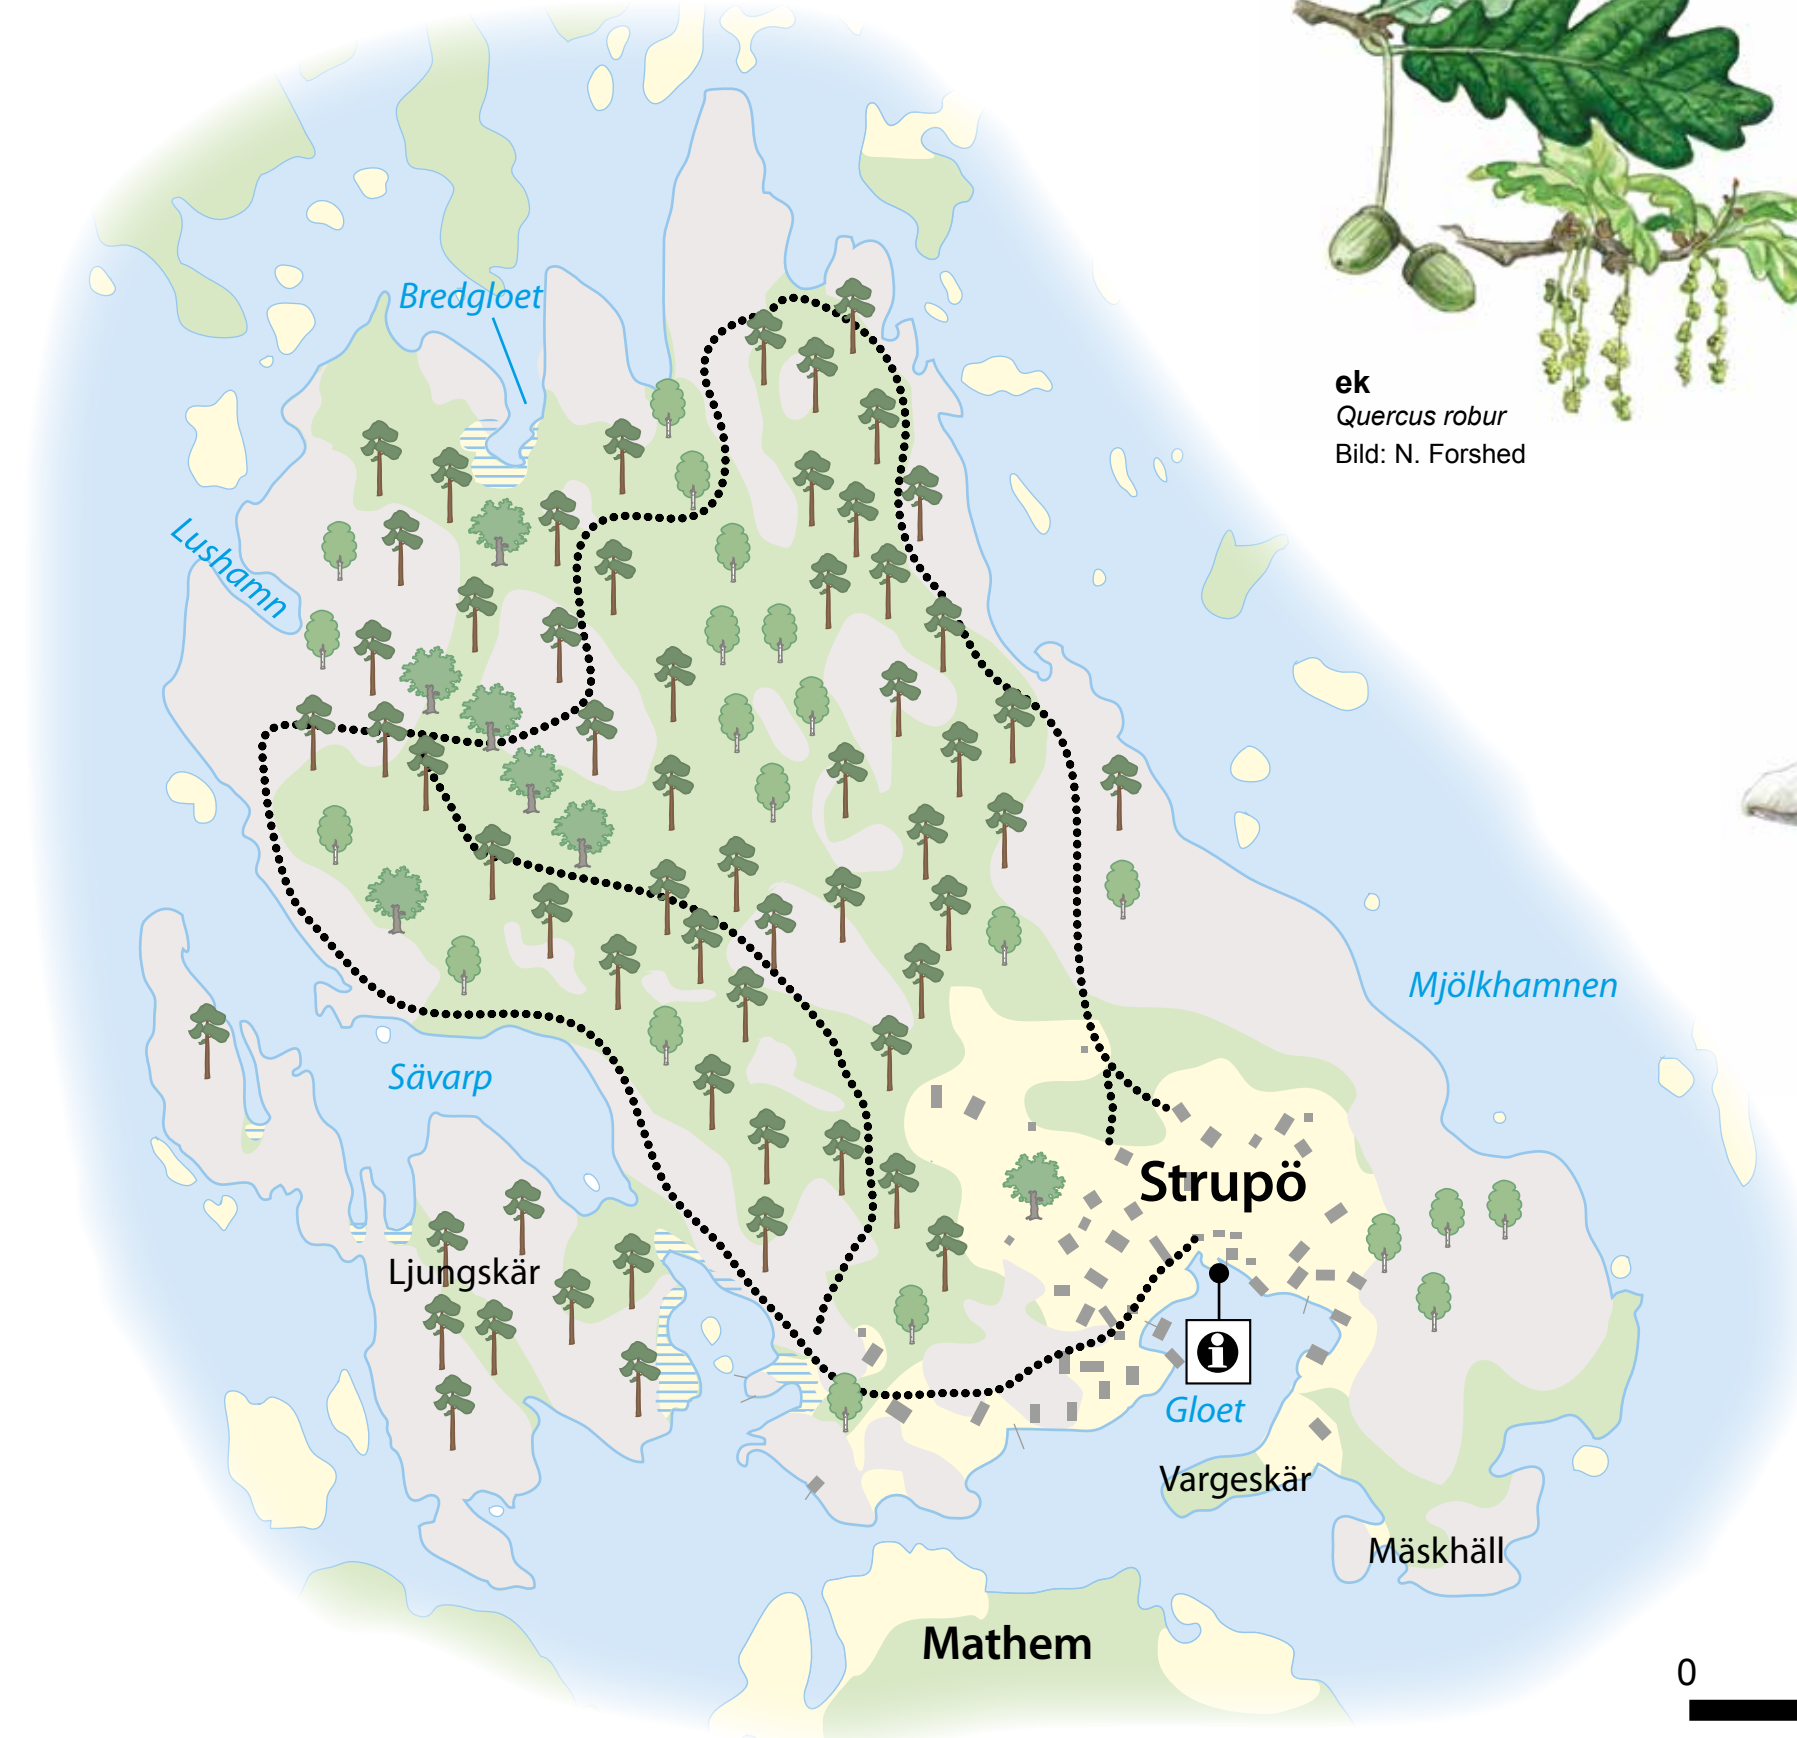 Bredgloet
ek
Quercus robur
Bild: N. Forshed
Lushamn
Mjölkhamnen
Sävarp
Strupö
Ljungskär
i
Gloet
Vargeskär
Mäskhäll
Mathem
0